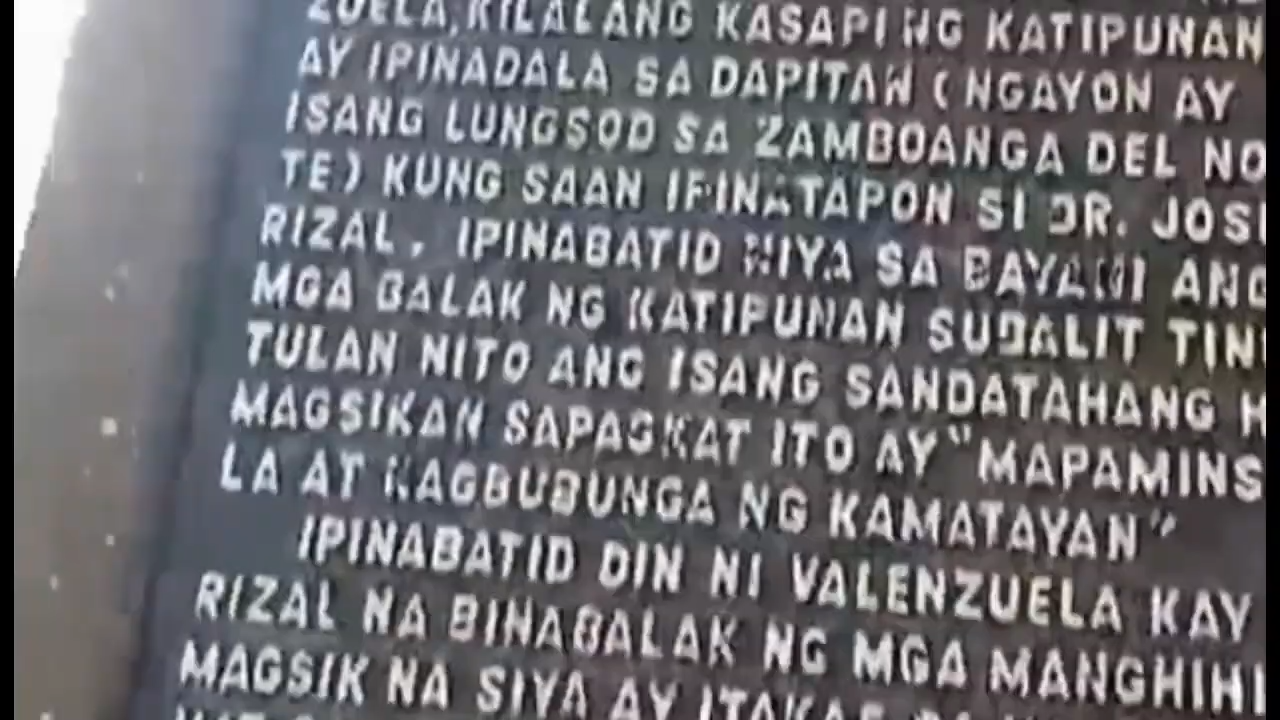 ZUELA, KILALANG KASAPI NG KATIPUNAN
AY IPINADALA SA DAPITAN (NGAYON AY
ISANG LUNGSOD SA ZAMBOANGA DEL NO
TE) KUNG SAAN IPINATAPON SI DR. JOS
RIZAL. IPINABATID NIYA SA BAYANI ANG
MGA BALAK NG KATIPUNAN SUBALIT TIN
TULAN NITO ANG ISANG SANDATAHANG H
MAGSIKAN SAPAGKAT ITO AY "MAPAMINS
LA AT MAGBUBUNGA NG KAMATAYAN"
IPINABATID DIN NI VALENZUELA KAY
RIZAL NA BINABALAK NG MGA MANGHIHI
MAGSIK NA SIYA AY ITAKAS